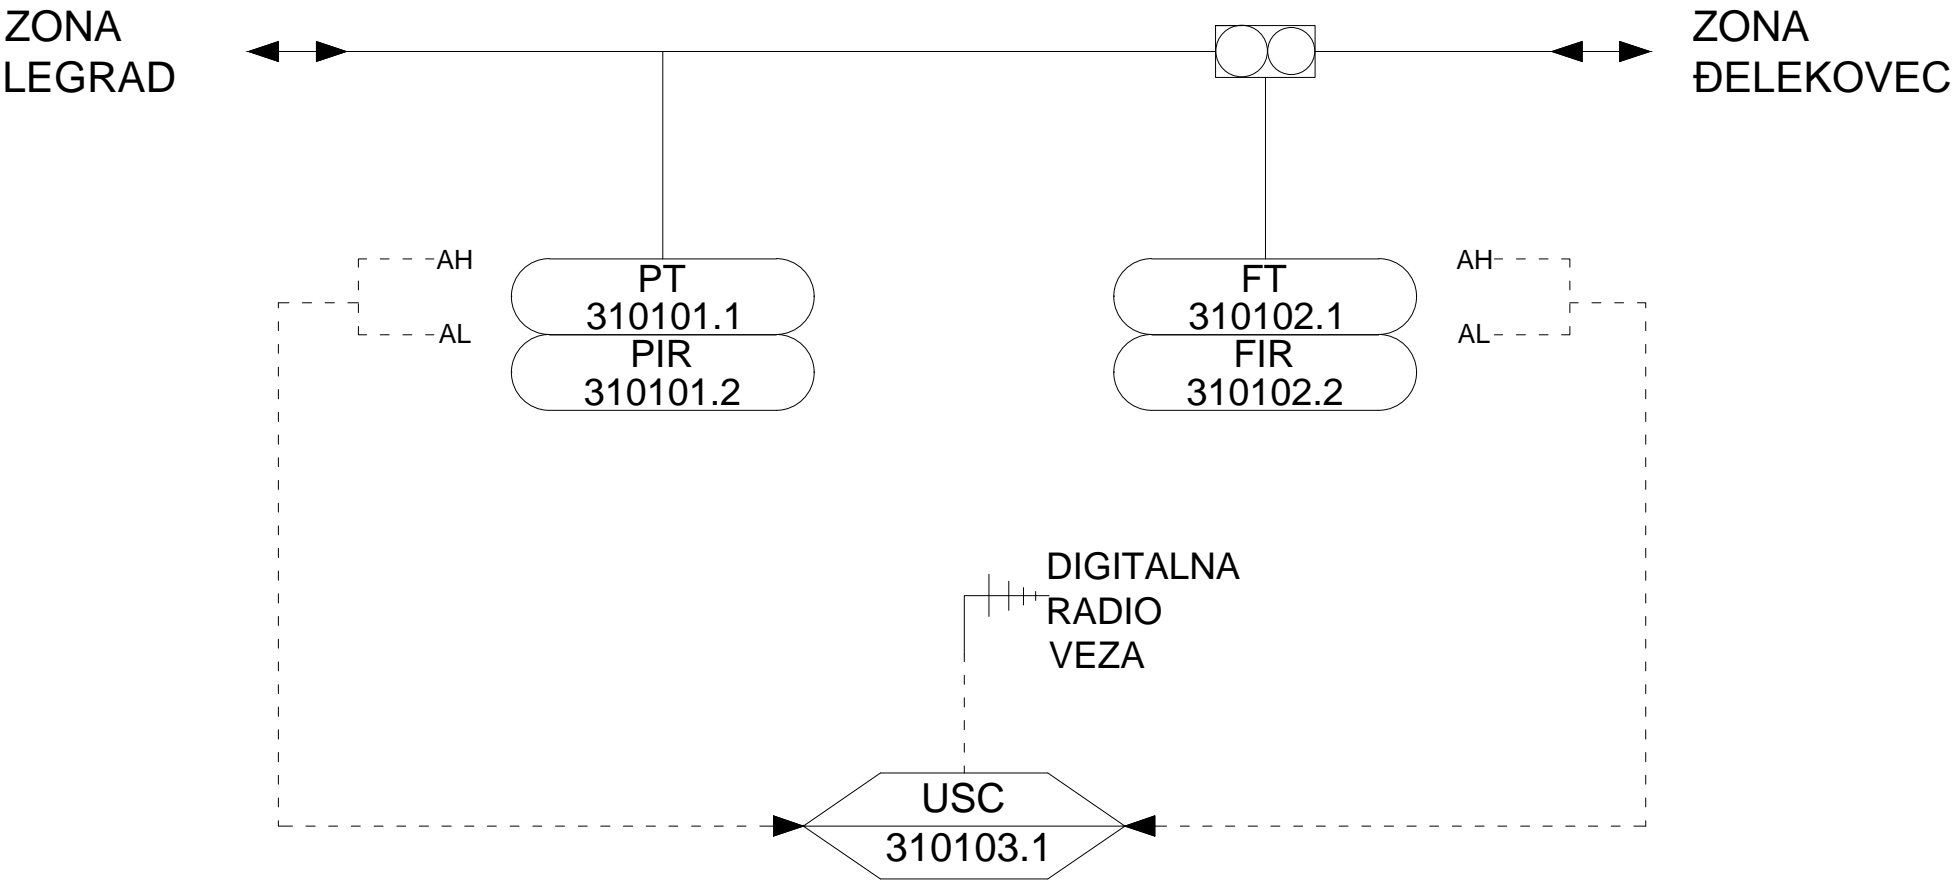 ZONA
LEGRAD
ZONA
ĐELEKOVEC
AH
AL
PT
310101.1
PIR
310101.2
FT
310102.1
FIR
310102.2
AH
AL
DIGITALNA
RADIO
VEZA
USC
310103.1